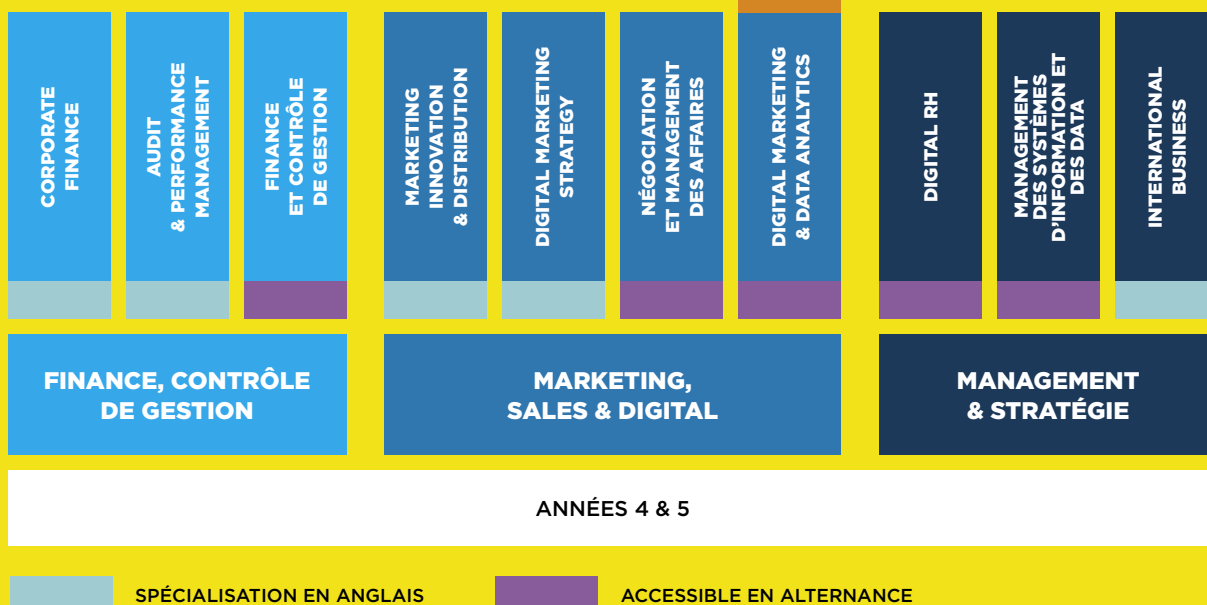 CORPORATE
FINANCE
AUDIT
& PERFORMANCE
MANAGEMENT
FINANCE
ET CONTRÔLE
DE GESTION
MARKETING
INNOVATION
& DISTRIBUTION
DIGITAL MARKETING
STRATEGY
NÉGOCIATION
ET MANAGEMENT
DES AFFAIRES
DIGITAL MARKETING
& DATA ANALYTICS
DIGITAL RH
MANAGEMENT
DES SYSTÈMES
D'INFORMATION ET
DES DATA
INTERNATIONAL
BUSINESS
FINANCE, CONTRÔLE
DE GESTION
MARKETING,
SALES & DIGITAL
MANAGEMENT
& STRATÉGIE
ANNÉES 4 & 5
SPÉCIALISATION EN ANGLAIS
ACCESSIBLE EN ALTERNANCE